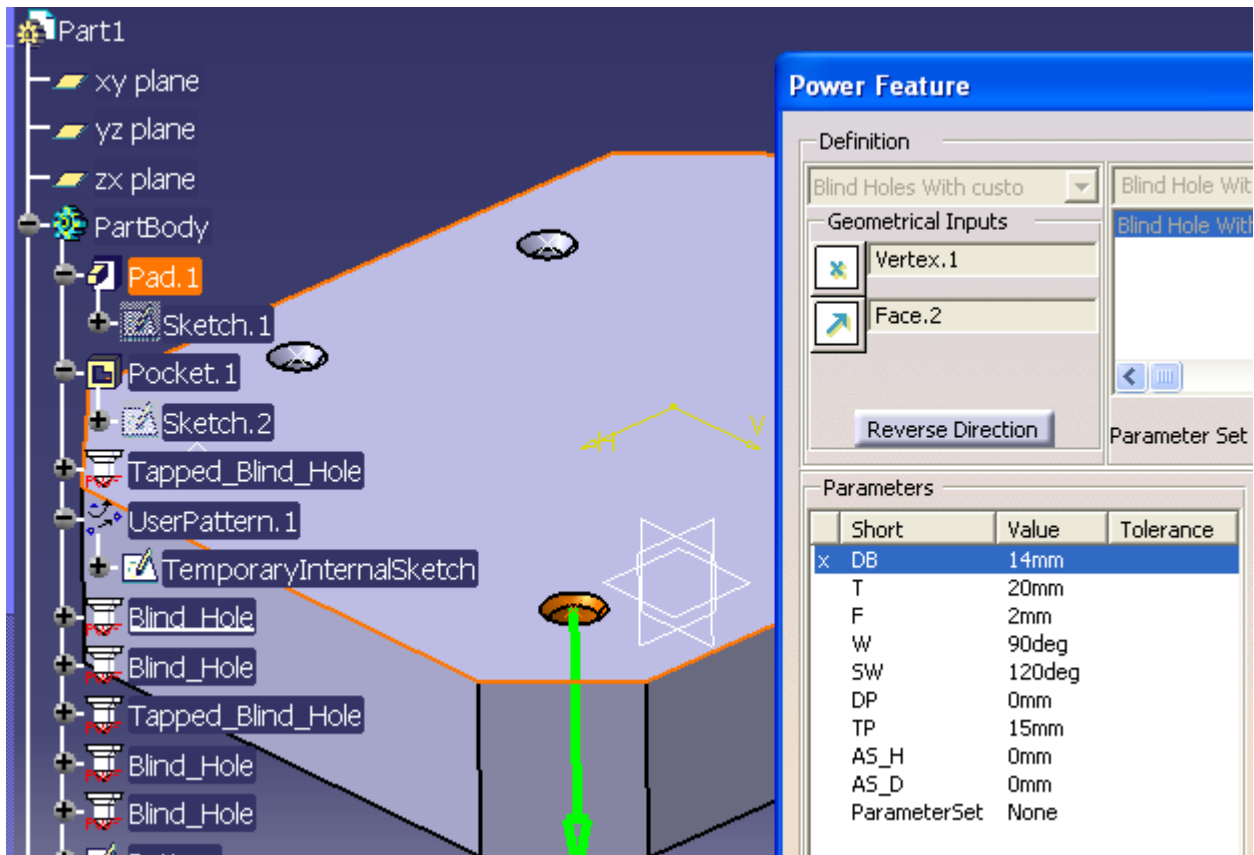 Part1
xy plane
yz plane
zx plane
PartBody
Pad.1
Sketch.1
Pocket.1
Sketch.2
Tapped_Blind_Hole
UserPattern.1
TemporaryInternalSketch
Blind_Hole
Blind_Hole
Tapped_Blind_Hole
Blind_Hole
Blind_Hole
H
V
Power Feature
Definition
Blind Holes With custo
Blind Hole Wit
Geometrical Inputs
Blind Hole With
Vertex.1
Face.2
Reverse Direction
Parameter Set
Parameters
Short Value Tolerance
x DB 14mm
T 20mm
F 2mm
W 90deg
SW 120deg
DP 0mm
TP 15mm
AS_H 0mm
AS_D 0mm
ParameterSet None